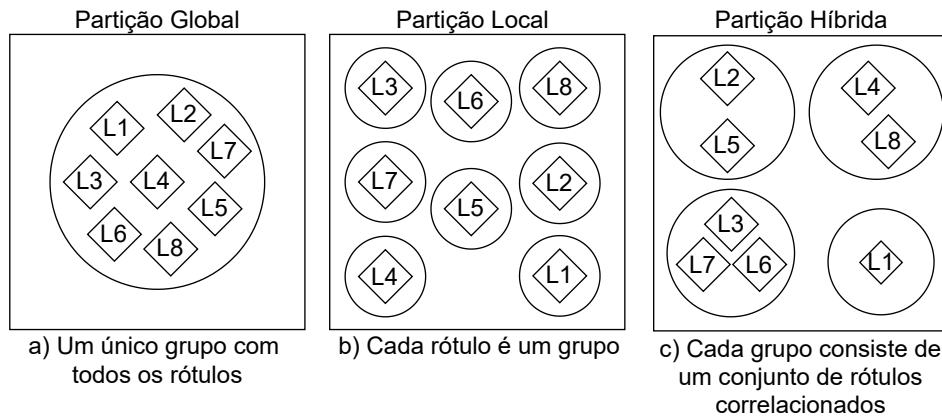 Partição Global
L1
L2
L7
L3
L4
L5
L6
L8
a) Um único grupo com
todos os rótulos
Partição Local
L3
L6
L8
L7
L5
L2
L4
L1
b) Cada rótulo é um grupo
Partição Híbrida
L2
L5
L4
L8
L3
L7
L6
L1
c) Cada grupo consiste de
um conjunto de rótulos
correlacionados